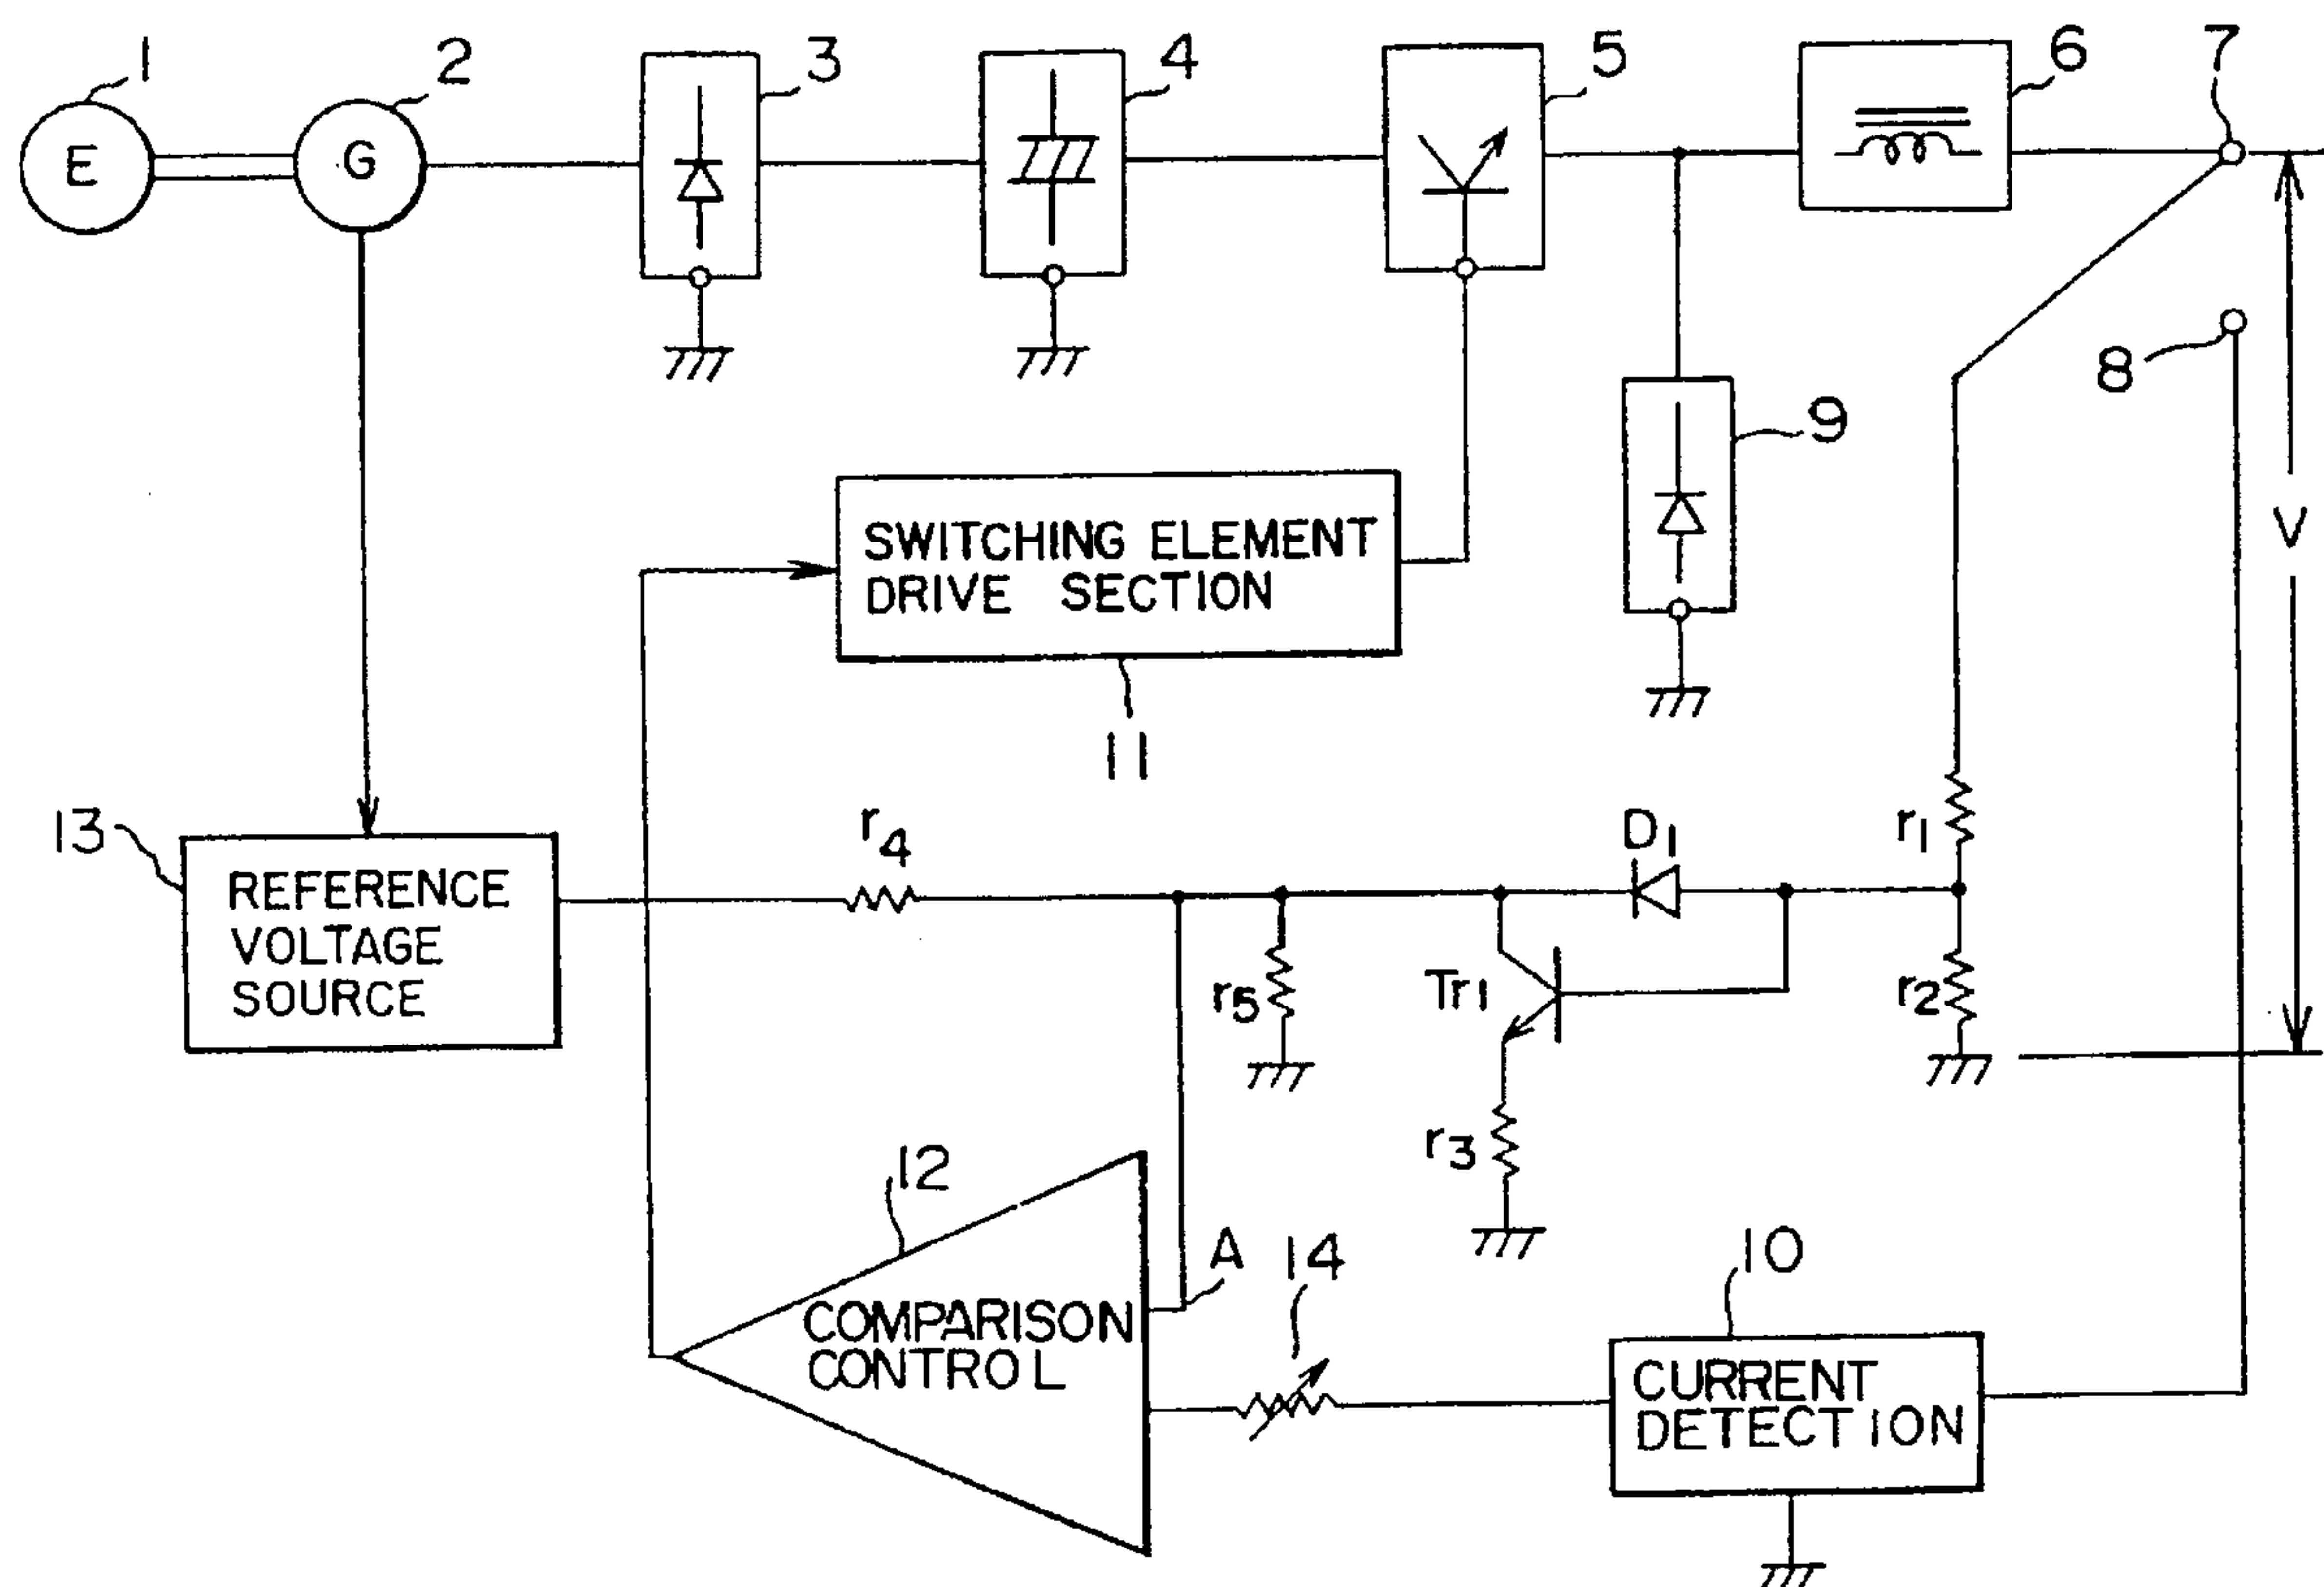 1
2
3
4
5
6
7
E
G
8
9
V
SWITCHING ELEMENT
DRIVE SECTION
11
13
r4
D1
r1
REFERENCE
VOLTAGE
SOURCE
r5
Tr1
r2
r3
12
A
14
10
COMPARISON
CONTROL
CURRENT
DETECTION